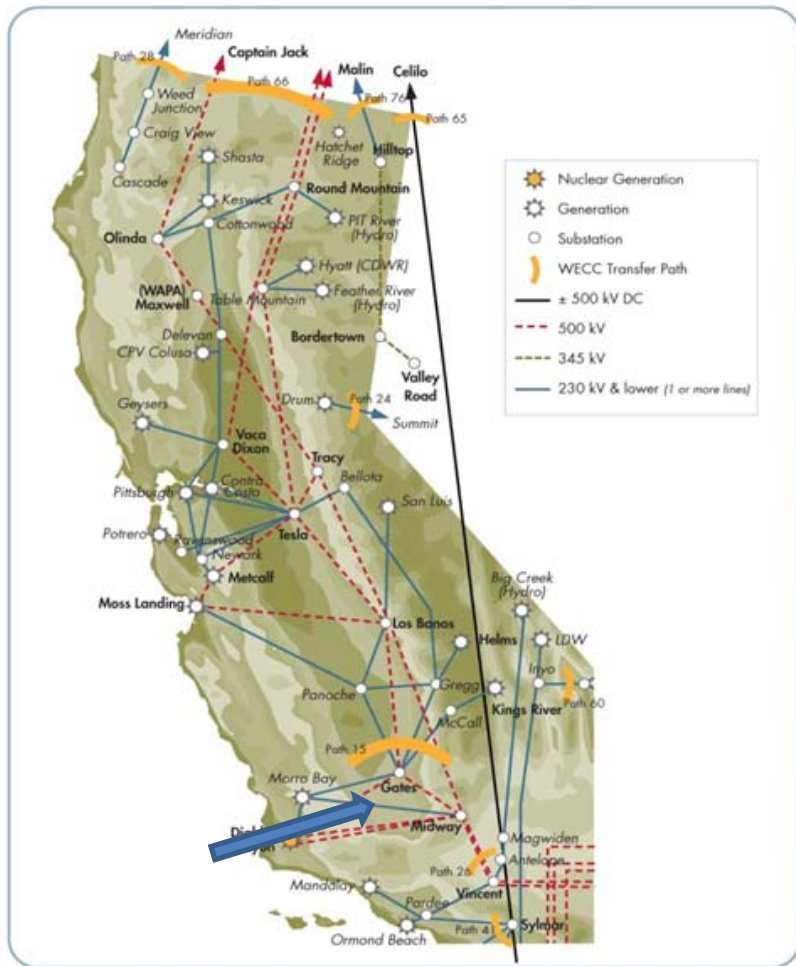 Meridian
Path 28
Captain Jack
Path 66
Malin
Celilo
Path 76
Path 65
Weed
Junction
Craig View
Cascade
Shasta
Hatchet
Ridge
Hilltop
Keswick
Round Mountain
Cottonwood
PIT River
(Hydro)
Olinda
Hyatt (CDWR)
(WAPA)
Maxwell
Table Mountain
Feather River
(Hydro)
Delevan
Bordertown
CPV Colusa
Valley
Road
Geysers
Drum
Path 24
Summit
Vaca
Dixon
Tracy
Bellota
Contra
Costa
Pittsburgh
San Luis
Potrero
Ravenswood
Tesla
Newark
Metcalf
Big Creek
(Hydro)
Moss Landing
Los Banos
Helms
LDW
Inyo
Panoche
Gregg
Kings River
Path 60
McCall
Path 15
Gates
Morro Bay
Midway
Magwiden
Antelope
Path 26
Vincent
Mandalay
Pardee
Sylmar
Ormond Beach
Path 41
Nuclear Generation
Generation
Substation
WECC Transfer Path
± 500 kV DC
500 kV
345 kV
230 kV & lower (1 or more lines)